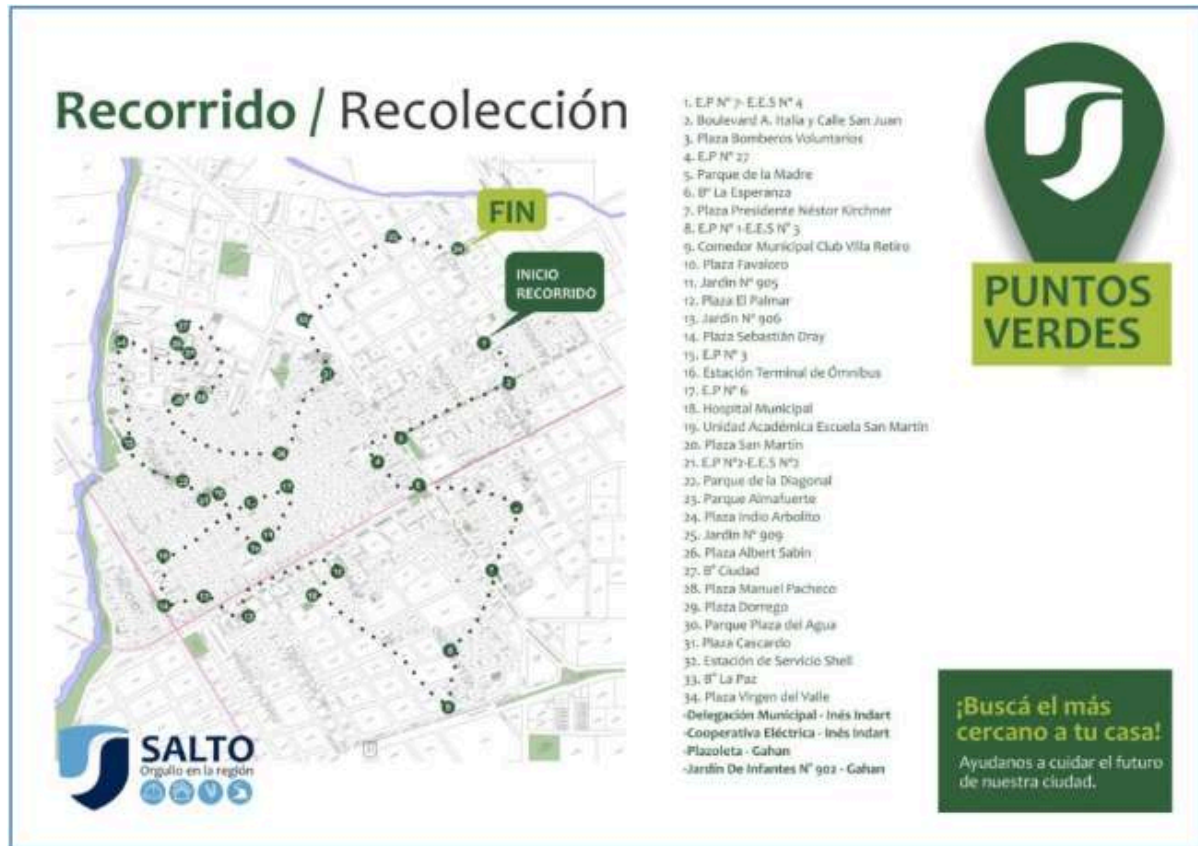 Recorrido / Recolección
FIN
INICIO
RECORRIDO
SALTO
Orgullo en la región
1. E.P N° 7- E.E.S N° 4
2. Boulevard A. Italia y Calle San Juan
3. Plaza Bomberos Voluntarios
4. E.P N° 27
5. Parque de la Madre
6. B° La Esperanza
7. Plaza Presidente Néstor Kirchner
8. E.P N° 1-E.E.S N° 3
9. Comedor Municipal Club Villa Retiro
10. Plaza Favaloro
11. Jardín N° 905
12. Plaza El Palmar
13. Jardín N° 906
14. Plaza Sebastián Dray
15. E.P N° 3
16. Estación Terminal de Ómnibus
17. E.P N° 6
18. Hospital Municipal
19. Unidad Académica Escuela San Martín
20. Plaza San Martín
21. E.P N°2-E.E.S N°2
22. Parque de la Diagonal
23. Parque Almafuerte
24. Plaza Indio Arbolito
25. Jardín N° 909
26. Plaza Albert Sabin
27. B° Ciudad
28. Plaza Manuel Pacheco
29. Plaza Dorrego
30. Parque Plaza del Agua
31. Plaza Cascardo
32. Estación de Servicio Shell
33. B° La Paz
34. Plaza Virgen del Valle
-Delegación Municipal - Inés Indart
-Cooperativa Eléctrica - Inés Indart
-Plazoleta - Gahan
-Jardín De Infantes N° 902 - Gahan
PUNTOS
VERDES
¡Buscá el más
cercano a tu casa!
Ayudanos a cuidar el futuro
de nuestra ciudad.